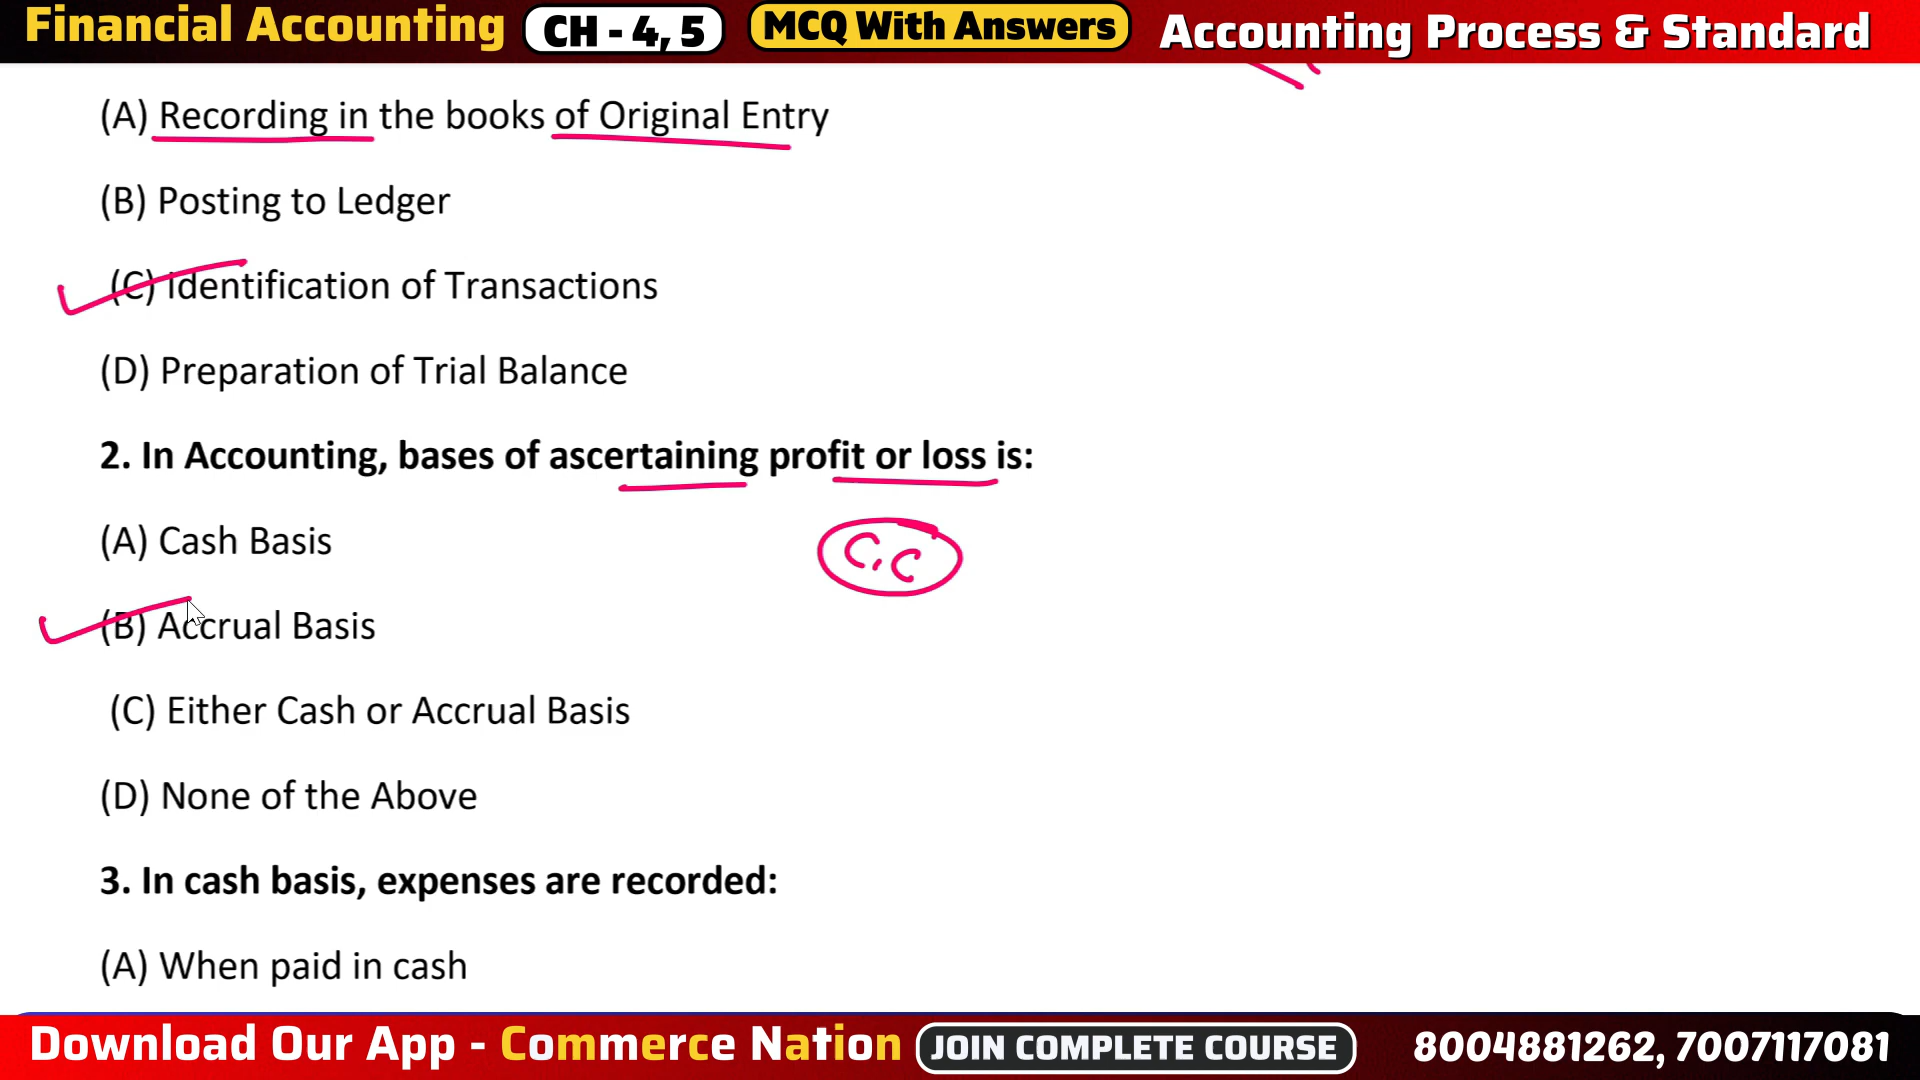 Financial Accounting CH - 4, 5 MCQ With Answers Accounting Process & Standard
(A) Recording in the books of Original Entry
(B) Posting to Ledger
(C) Identification of Transactions
(D) Preparation of Trial Balance
2. In Accounting, bases of ascertaining profit or loss is:
(A) Cash Basis
C, C
(B) Accrual Basis
(C) Either Cash or Accrual Basis
(D) None of the Above
3. In cash basis, expenses are recorded:
(A) When paid in cash
Download Our App - Commerce Nation JOIN COMPLETE COURSE 8004881262, 7007117081